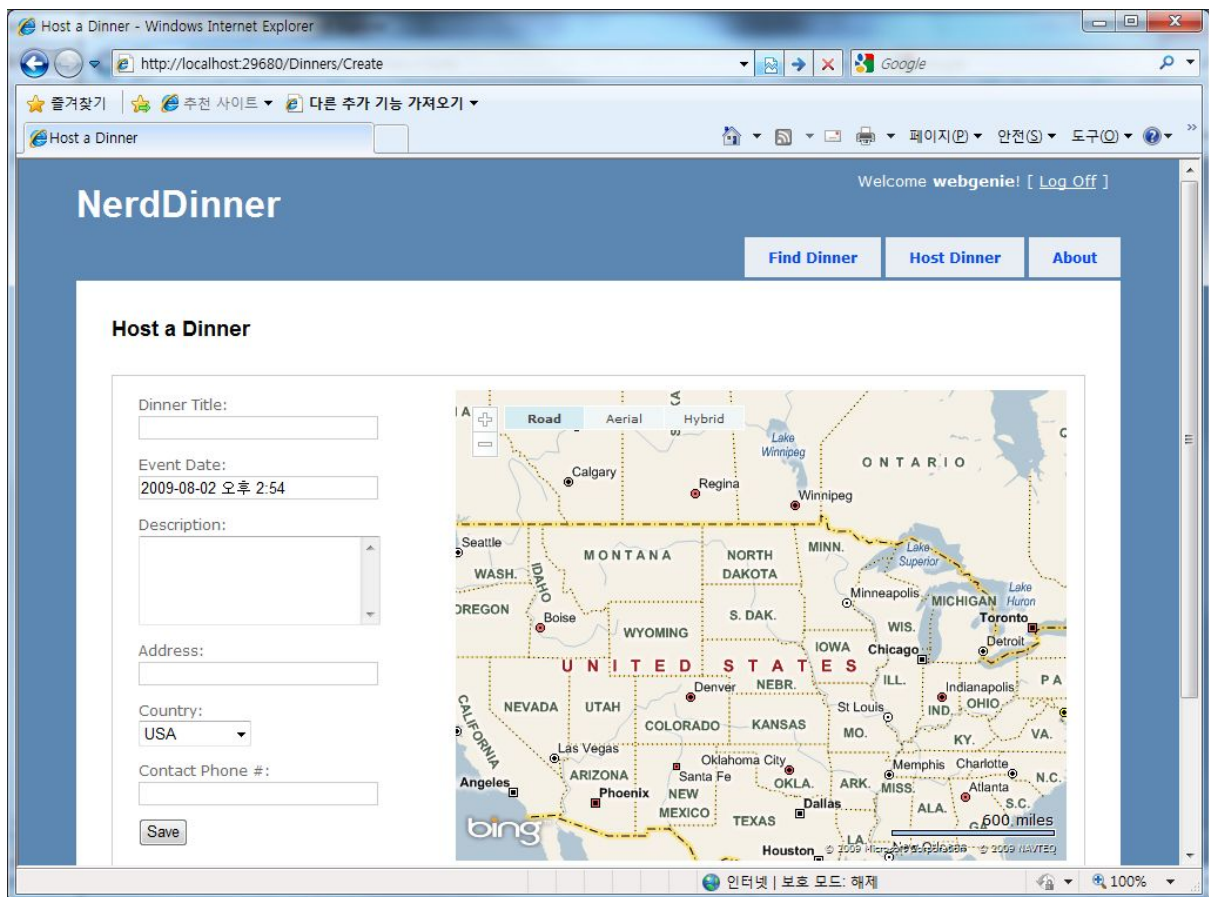 Host a Dinner - Windows Internet Explorer
http://localhost:29680/Dinners/Create
Google
즐겨찾기
추천 사이트
다른 추가 기능 가져오기
Host a Dinner
페이지(P)
안전(S)
도구(O)
Welcome webgenie! [ Log Off ]
NerdDinner
Find Dinner
Host Dinner
About
Host a Dinner
Dinner Title:
Event Date:
2009-08-02 오후 2:54
Description:
Address:
Country:
USA
Contact Phone #:
Save
Road
Aerial
Hybrid
Lake Winnipeg
ONTARIO
Calgary
Regina
Winnipeg
Seattle
WASH.
MONTANA
NORTH DAKOTA
MINN.
Lake Superior
IDAHO
Minneapolis
MICHIGAN
Lake Huron
OREGON
Boise
S. DAK.
WIS.
Toronto
WYOMING
IOWA
Chicago
Detroit
UNITED STATES
NEBR.
ILL.
Indianapolis
PA
Denver
IND.
OHIO
CALIFORNIA
NEVADA
UTAH
COLORADO
KANSAS
St Louis
MO.
KY.
VA.
Las Vegas
Oklahoma City
Memphis
Charlotte
Angeles
ARIZONA
Santa Fe
OKLA.
ARK.
MISS.
Atlanta
N.C.
Phoenix
NEW MEXICO
Dallas
ALA.
S.C.
TEXAS
600 miles
bing
Houston
LA.
© 2009 Microsoft Corporation
© 2009 NAVTEQ
인터넷 | 보호 모드: 해제
100%